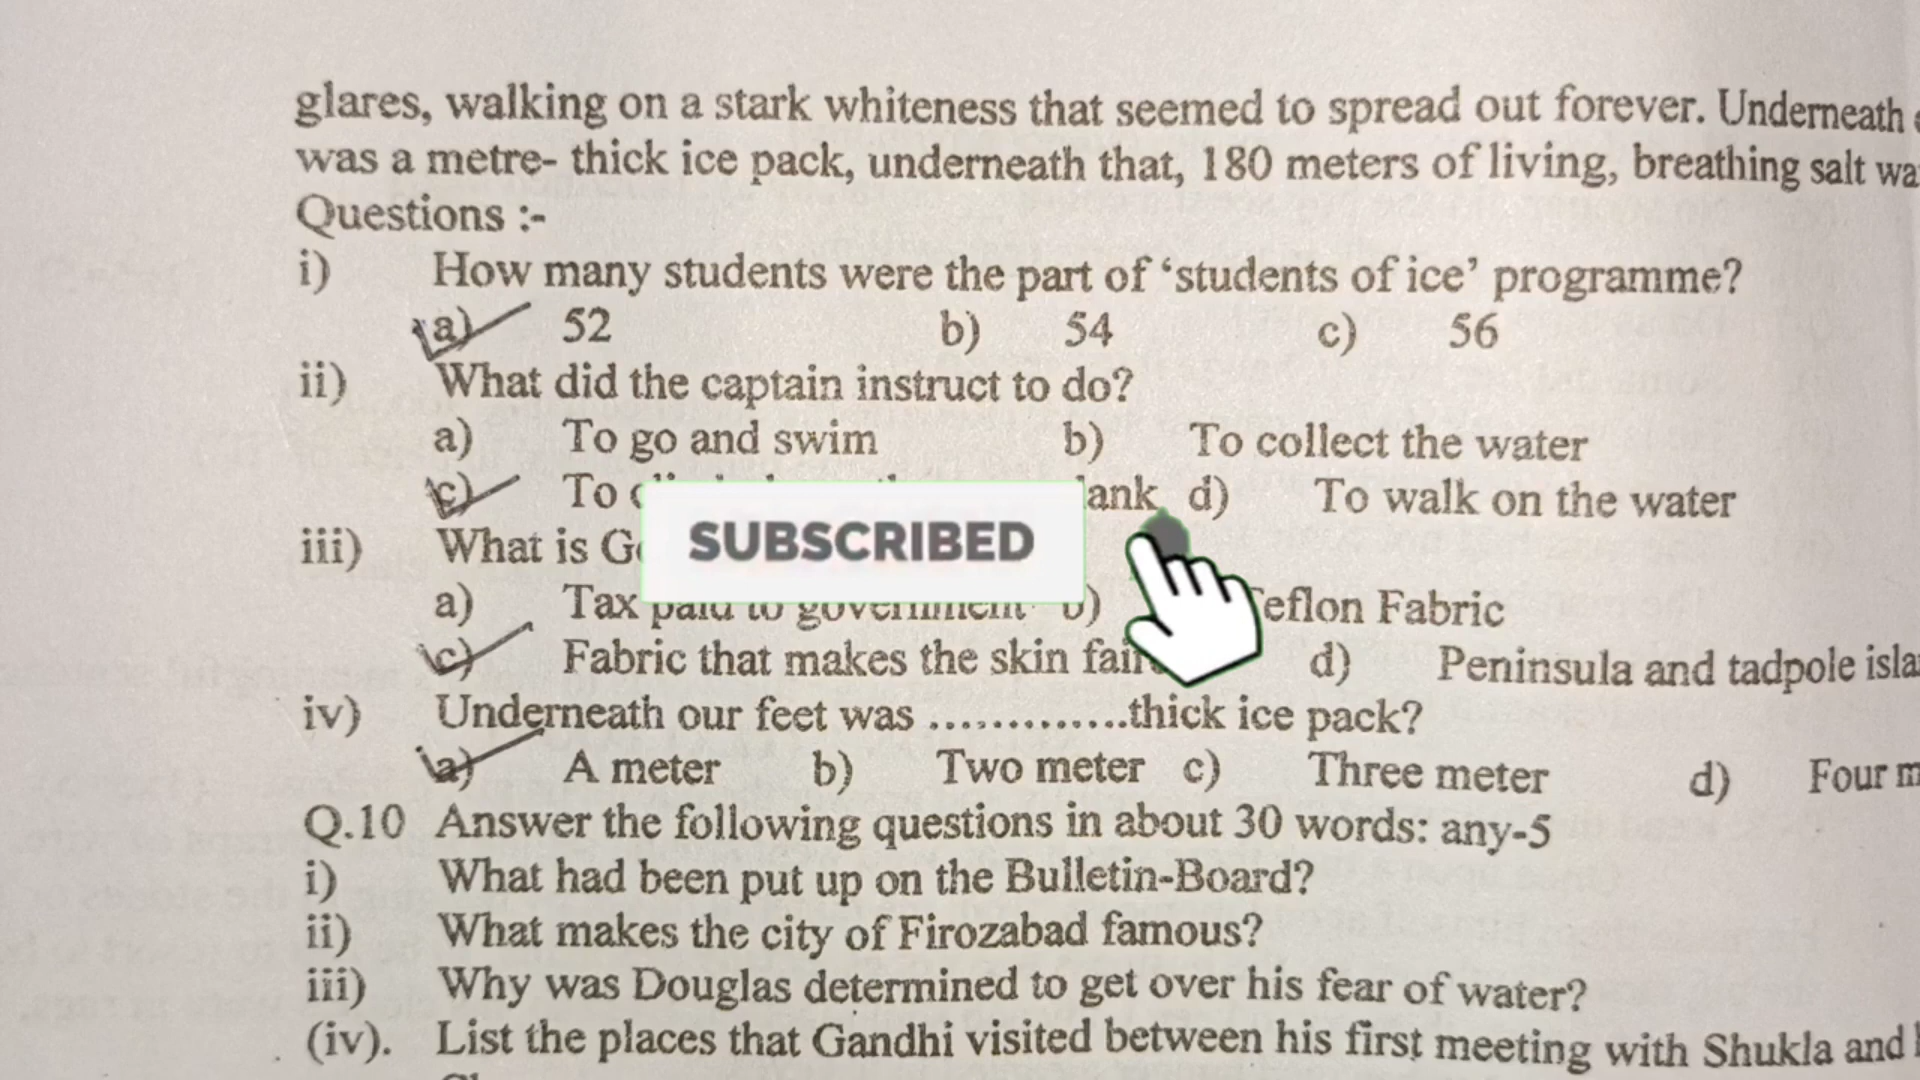 glares, walking on a stark whiteness that seemed to spread out forever. Underneath
was a metre- thick ice pack, underneath that, 180 meters of living, breathing salt
Questions :-
i) How many students were the part of ‘students of ice’ programme?
a) 52 b) 54 c) 56
ii) What did the captain instruct to do?
a) To go and swim b) To collect the water
c) To d) To walk on the water
iii) What is
SUBSCRIBED
a) Tax paid to government b) Teflon Fabric
c) Fabric that makes the skin d) Peninsula and tadpole
iv) Underneath our feet was .............thick ice pack?
a) A meter b) Two meter c) Three meter d) Four
Q.10 Answer the following questions in about 30 words: any-5
i) What had been put up on the Bulletin-Board?
ii) What makes the city of Firozabad famous?
iii) Why was Douglas determined to get over his fear of water?
(iv). List the places that Gandhi visited between his first meeting with Shukla and